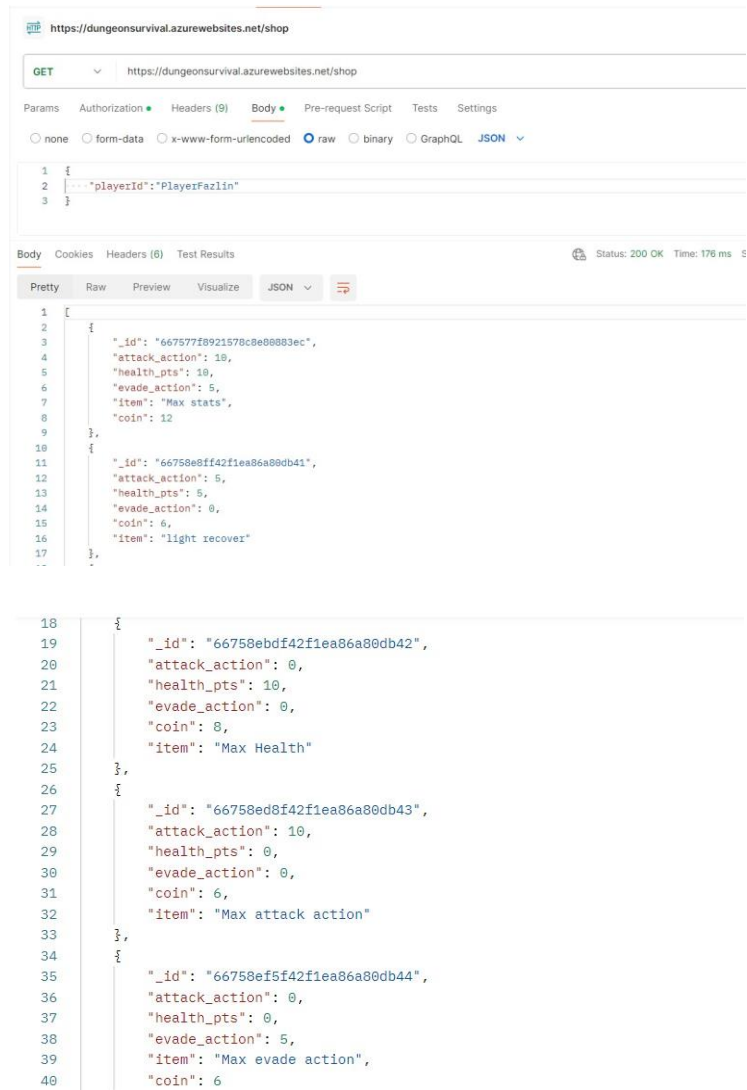 HTTP https://dungeonsurvival.azurewebsites.net/shop
GET https://dungeonsurvival.azurewebsites.net/shop
Params Authorization Headers (9) Body Pre-request Script Tests Settings
none form-data x-www-form-urlencoded raw binary GraphQL JSON
1 {
2 "playerId":"PlayerFazlin"
3 }
Body Cookies Headers (6) Test Results Status: 200 OK Time: 176 ms S
Pretty Raw Preview Visualize JSON
1 [
2 {
3 "_id": "667577f8921578c8e80883ec",
4 "attack_action": 10,
5 "health_pts": 10,
6 "evade_action": 5,
7 "item": "Max stats",
8 "coin": 12
9 },
10 {
11 "_id": "66758e8ff42f1ea86a80db41",
12 "attack_action": 5,
13 "health_pts": 5,
14 "evade_action": 0,
15 "coin": 6,
16 "item": "light recover"
17 },
18 {
19 "_id": "66758ebdf42f1ea86a80db42",
20 "attack_action": 0,
21 "health_pts": 10,
22 "evade_action": 0,
23 "coin": 8,
24 "item": "Max Health"
25 },
26 {
27 "_id": "66758ed8f42f1ea86a80db43",
28 "attack_action": 10,
29 "health_pts": 0,
30 "evade_action": 0,
31 "coin": 6,
32 "item": "Max attack action"
33 },
34 {
35 "_id": "66758ef5f42f1ea86a80db44",
36 "attack_action": 0,
37 "health_pts": 0,
38 "evade_action": 5,
39 "item": "Max evade action",
40 "coin": 6